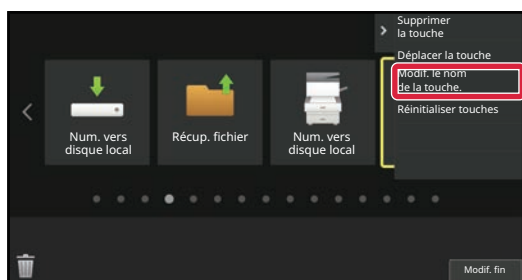 Supprimer
la touche
Déplacer la touche
Modif. le nom
de la touche.
Réinitialiser touches
Num. vers
disque local
Récup. fichier
Num. vers
disque local
Modif. fin